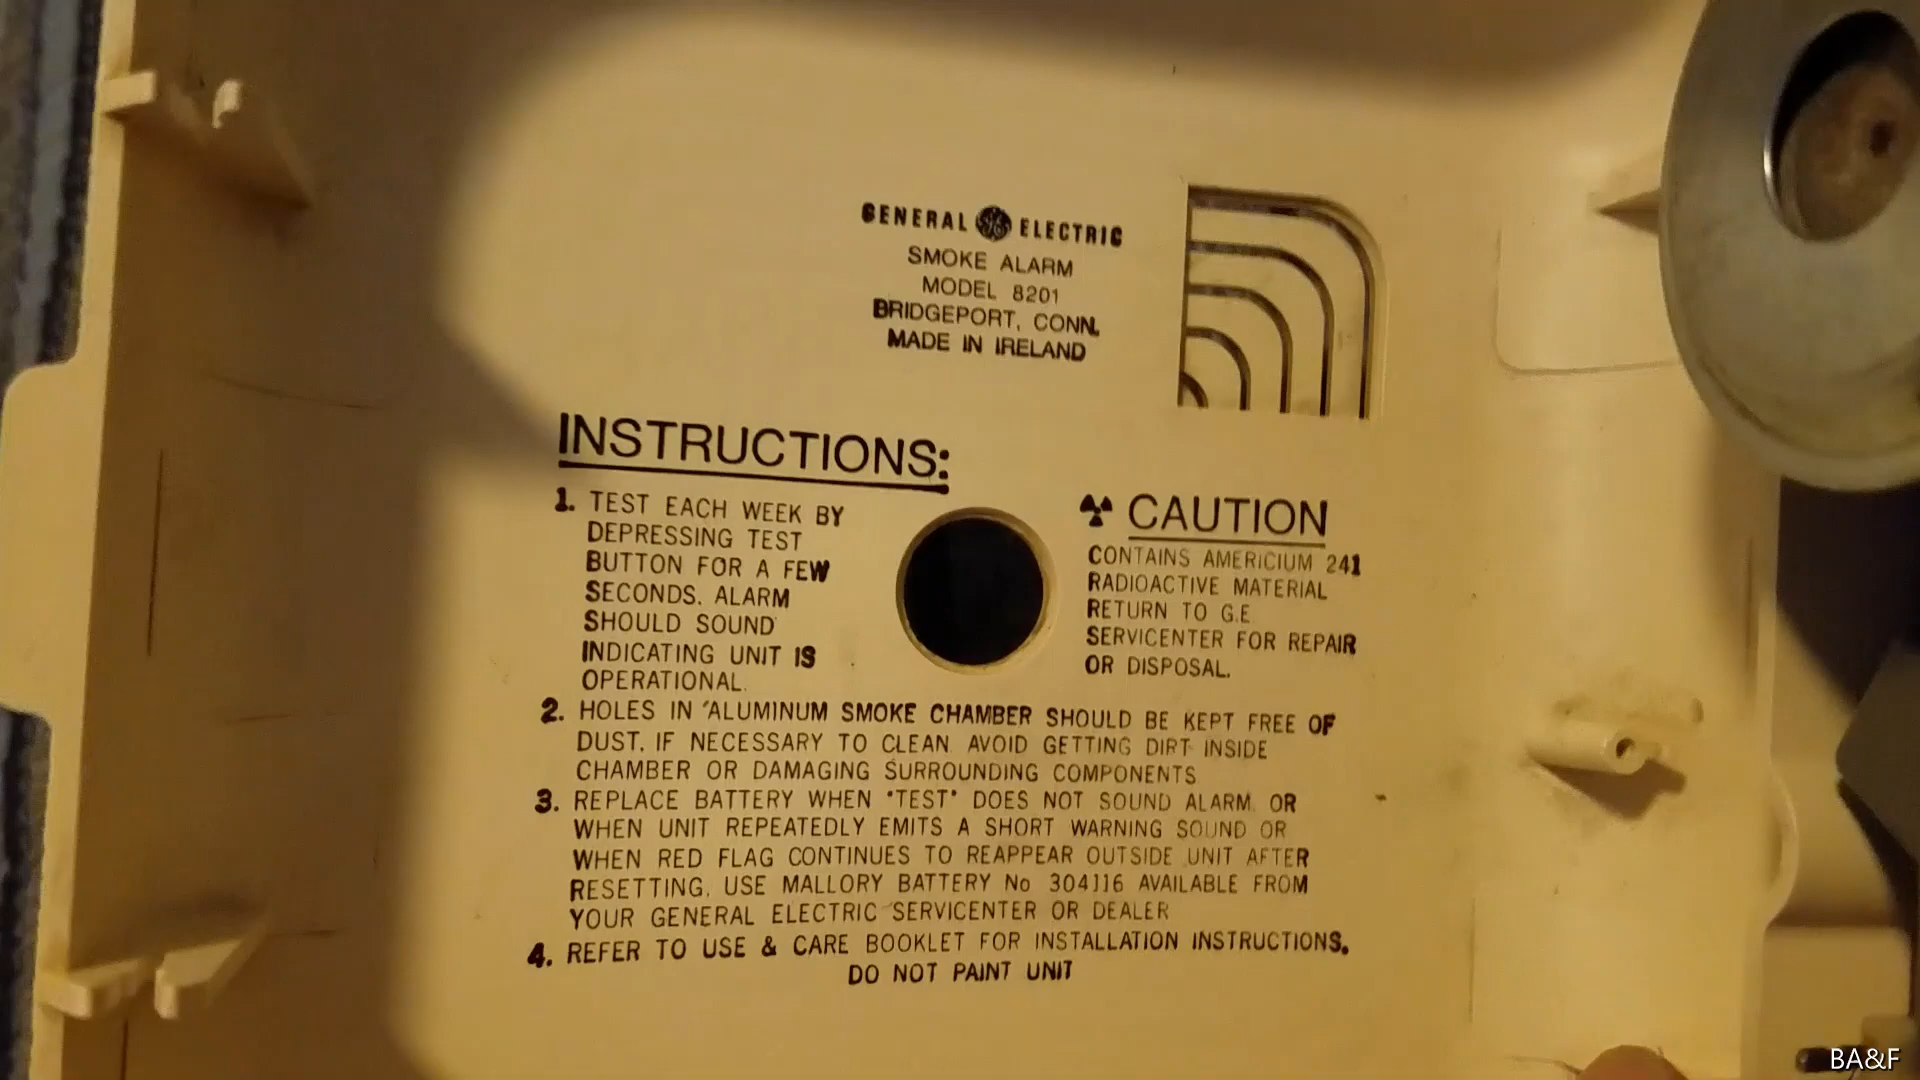 GENERAL GE ELECTRIC
SMOKE ALARM
MODEL 8201
BRIDGEPORT, CONN.
MADE IN IRELAND
INSTRUCTIONS:
1. TEST EACH WEEK BY
DEPRESSING TEST
BUTTON FOR A FEW
SECONDS. ALARM
SHOULD SOUND
INDICATING UNIT IS
OPERATIONAL.
CAUTION
CONTAINS AMERICIUM 241
RADIOACTIVE MATERIAL
RETURN TO G.E
SERVICENTER FOR REPAIR
OR DISPOSAL.
2. HOLES IN ALUMINUM SMOKE CHAMBER SHOULD BE KEPT FREE OF
DUST. IF NECESSARY TO CLEAN AVOID GETTING DIRT INSIDE
CHAMBER OR DAMAGING SURROUNDING COMPONENTS
3. REPLACE BATTERY WHEN "TEST" DOES NOT SOUND ALARM OR
WHEN UNIT REPEATEDLY EMITS A SHORT WARNING SOUND OR
WHEN RED FLAG CONTINUES TO REAPPEAR OUTSIDE UNIT AFTER
RESETTING. USE MALLORY BATTERY No 304116 AVAILABLE FROM
YOUR GENERAL ELECTRIC SERVICENTER OR DEALER
4. REFER TO USE & CARE BOOKLET FOR INSTALLATION INSTRUCTIONS.
DO NOT PAINT UNIT
BA&F